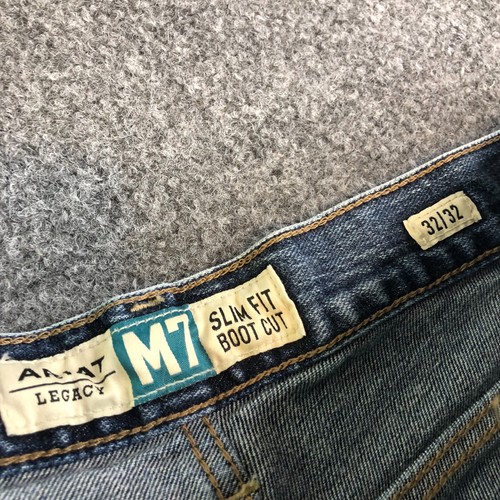 ARIAT
LEGACY
M7
SLIM FIT
BOOT CUT
32/32